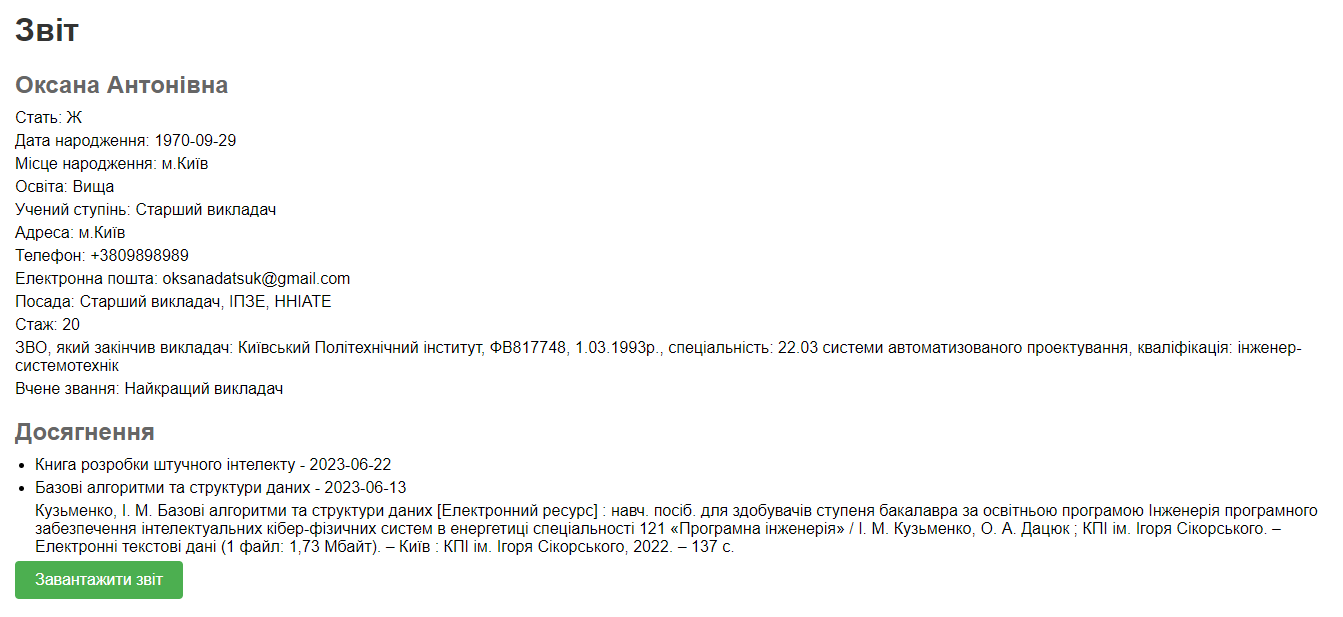 Звіт
Оксана Антонівна
Стать: Ж
Дата народження: 1970-09-29
Місце народження: м.Київ
Освіта: Вища
Учений ступінь: Старший викладач
Адреса: м.Київ
Телефон: +3809898989
Електронна пошта: oksanadatsuk@gmail.com
Посада: Старший викладач, ІПЗЕ, ННІАТЕ
Стаж: 20
ЗВО, який закінчив викладач: Київський Політехнічний інститут, ФВ817748, 1.03.1993р., спеціальність: 22.03 системи автоматизованого проектування, кваліфікація: інженер-
системотехнік
Вчене звання: Найкращий викладач
Досягнення
• Книга розробки штучного інтелекту - 2023-06-22
• Базові алгоритми та структури даних - 2023-06-13
Кузьменко, І. М. Базові алгоритми та структури даних [Електронний ресурс] : навч. посіб. для здобувачів ступеня бакалавра за освітньою програмою Інженерія програмного
забезпечення інтелектуальних кібер-фізичних систем в енергетиці спеціальності 121 «Програмна інженерія» / І. М. Кузьменко, О. А. Дацюк ; КПІ ім. Ігоря Сікорського. –
Електронні текстові дані (1 файл: 1,73 Мбайт). – Київ : КПІ ім. Ігоря Сікорського, 2022. – 137 с.
Завантажити звіт